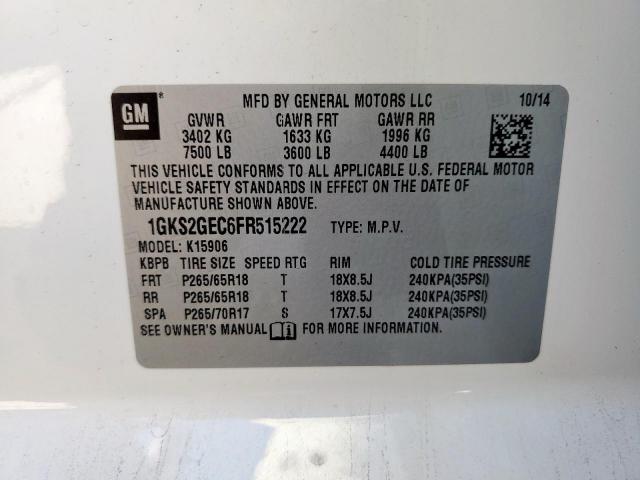 GM MFD BY GENERAL MOTORS LLC 10/14
GVWR GAWR FRT GAWR RR
3402 KG 1633 KG 1996 KG
7500 LB 3600 LB 4400 LB
THIS VEHICLE CONFORMS TO ALL APPLICABLE U.S. FEDERAL MOTOR
VEHICLE SAFETY STANDARDS IN EFFECT ON THE DATE OF
MANUFACTURE SHOWN ABOVE.
1GKS2GEC6FR515222 TYPE: M.P.V.
MODEL: K15906
KBPB TIRE SIZE SPEED RTG RIM COLD TIRE PRESSURE
FRT P265/65R18 T 18X8.5J 240KPA(35PSI)
RR P265/65R18 T 18X8.5J 240KPA(35PSI)
SPA P265/70R17 S 17X7.5J 240KPA(35PSI)
SEE OWNER'S MANUAL FOR MORE INFORMATION.